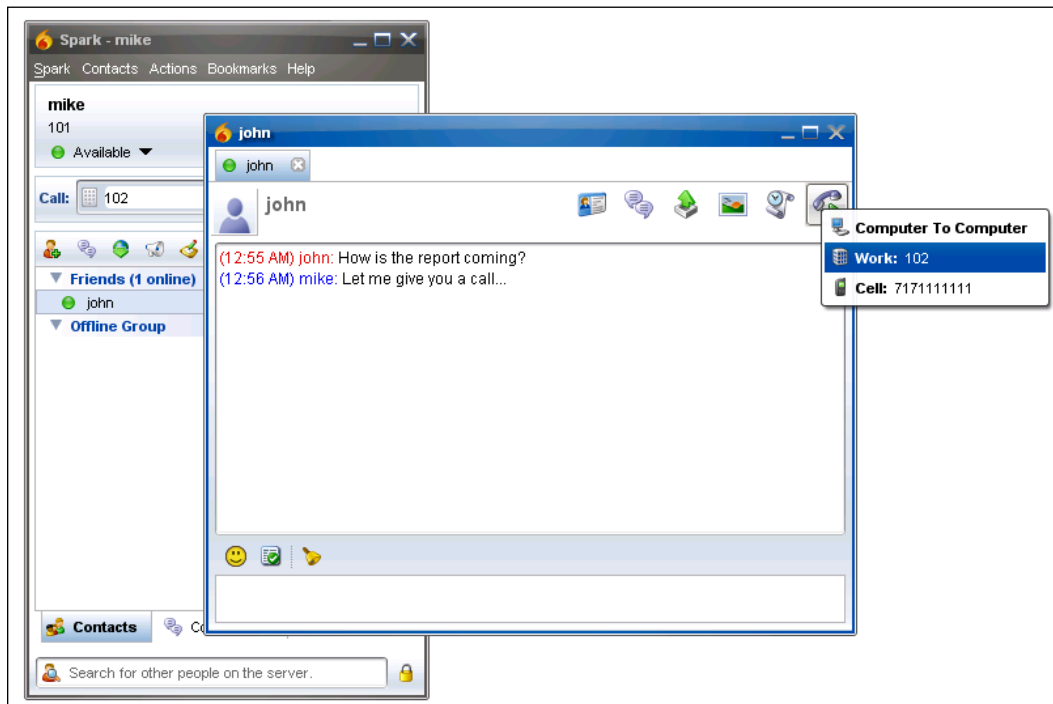 Spark - mike
Spark Contacts Actions Bookmarks Help
mike
101
Available
Call: 102
Friends (1 online)
john
Offline Group
Contacts
Search for other people on the server.
john
john
john
(12:55 AM) john: How is the report coming?
(12:56 AM) mike: Let me give you a call...
Computer To Computer
Work: 102
Cell: 7171111111